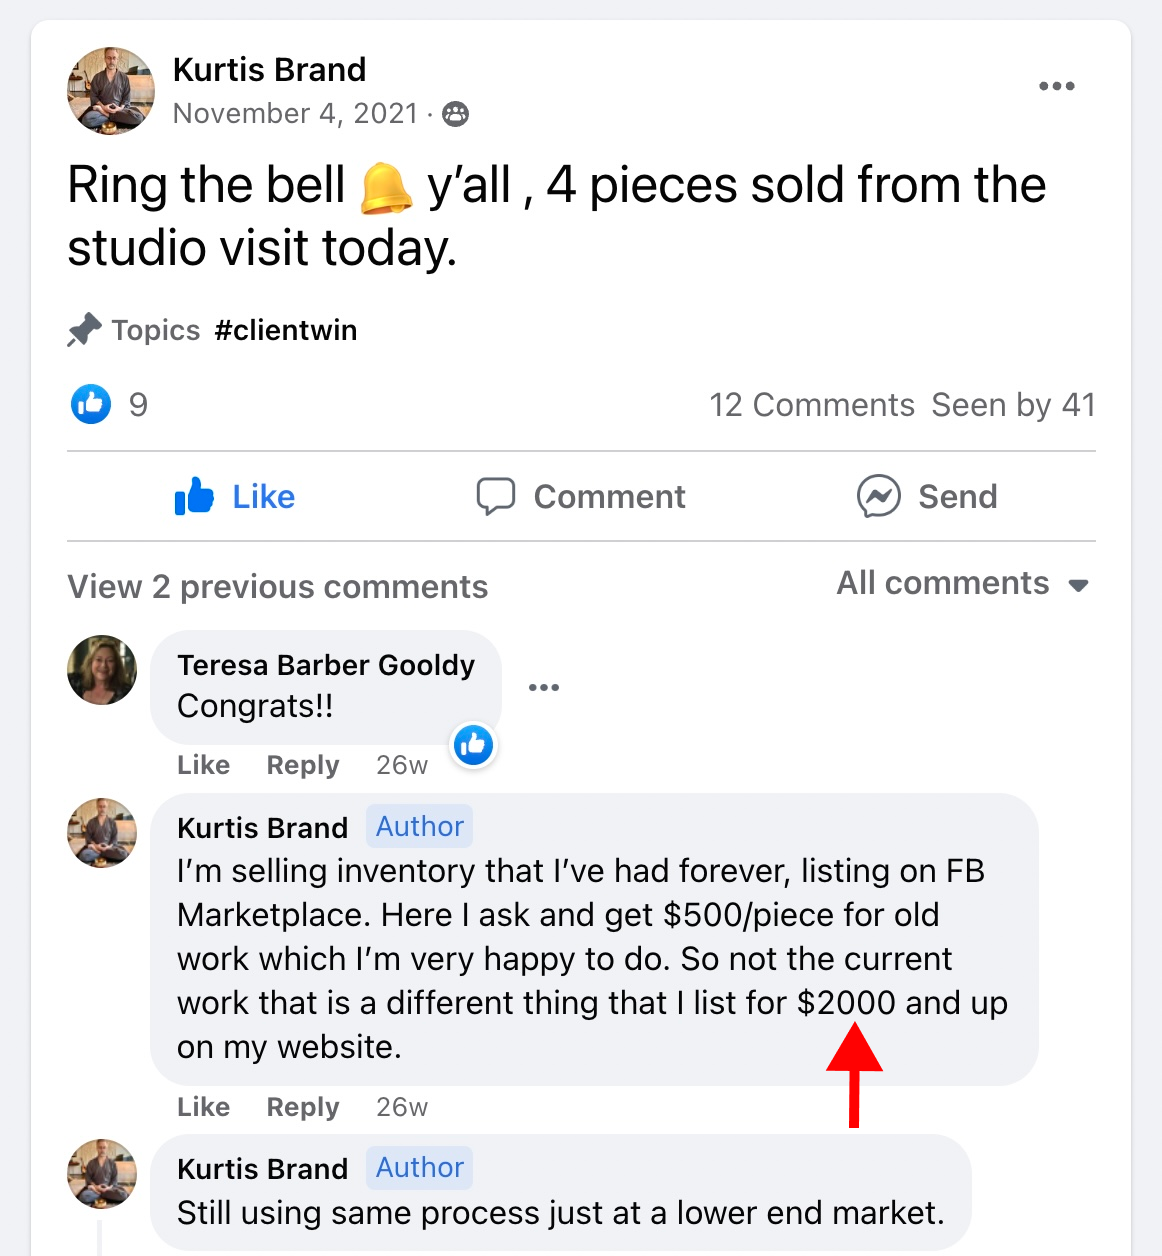 Kurtis Brand
November 4, 2021 ·
Ring the bell 🔔 y’all , 4 pieces sold from the
studio visit today.
Topics #clientwin
9
12 Comments Seen by 41
Like Comment Send
View 2 previous comments
All comments
Teresa Barber Gooldy
Congrats!!
Like Reply 26w
Kurtis Brand Author
I’m selling inventory that I’ve had forever, listing on FB
Marketplace. Here I ask and get $500/piece for old
work which I’m very happy to do. So not the current
work that is a different thing that I list for $2000 and up
on my website.
Like Reply 26w
Kurtis Brand Author
Still using same process just at a lower end market.